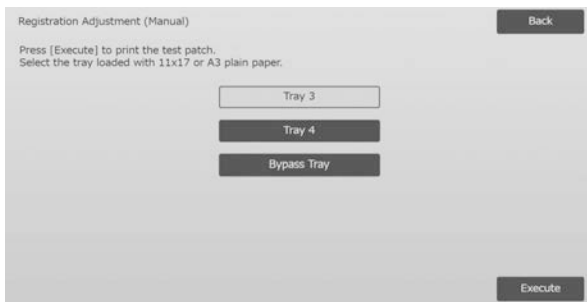 Registration Adjustment (Manual)
Back
Press [Execute] to print the test patch.
Select the tray loaded with 11x17 or A3 plain paper.
Tray 3
Tray 4
Bypass Tray
Execute